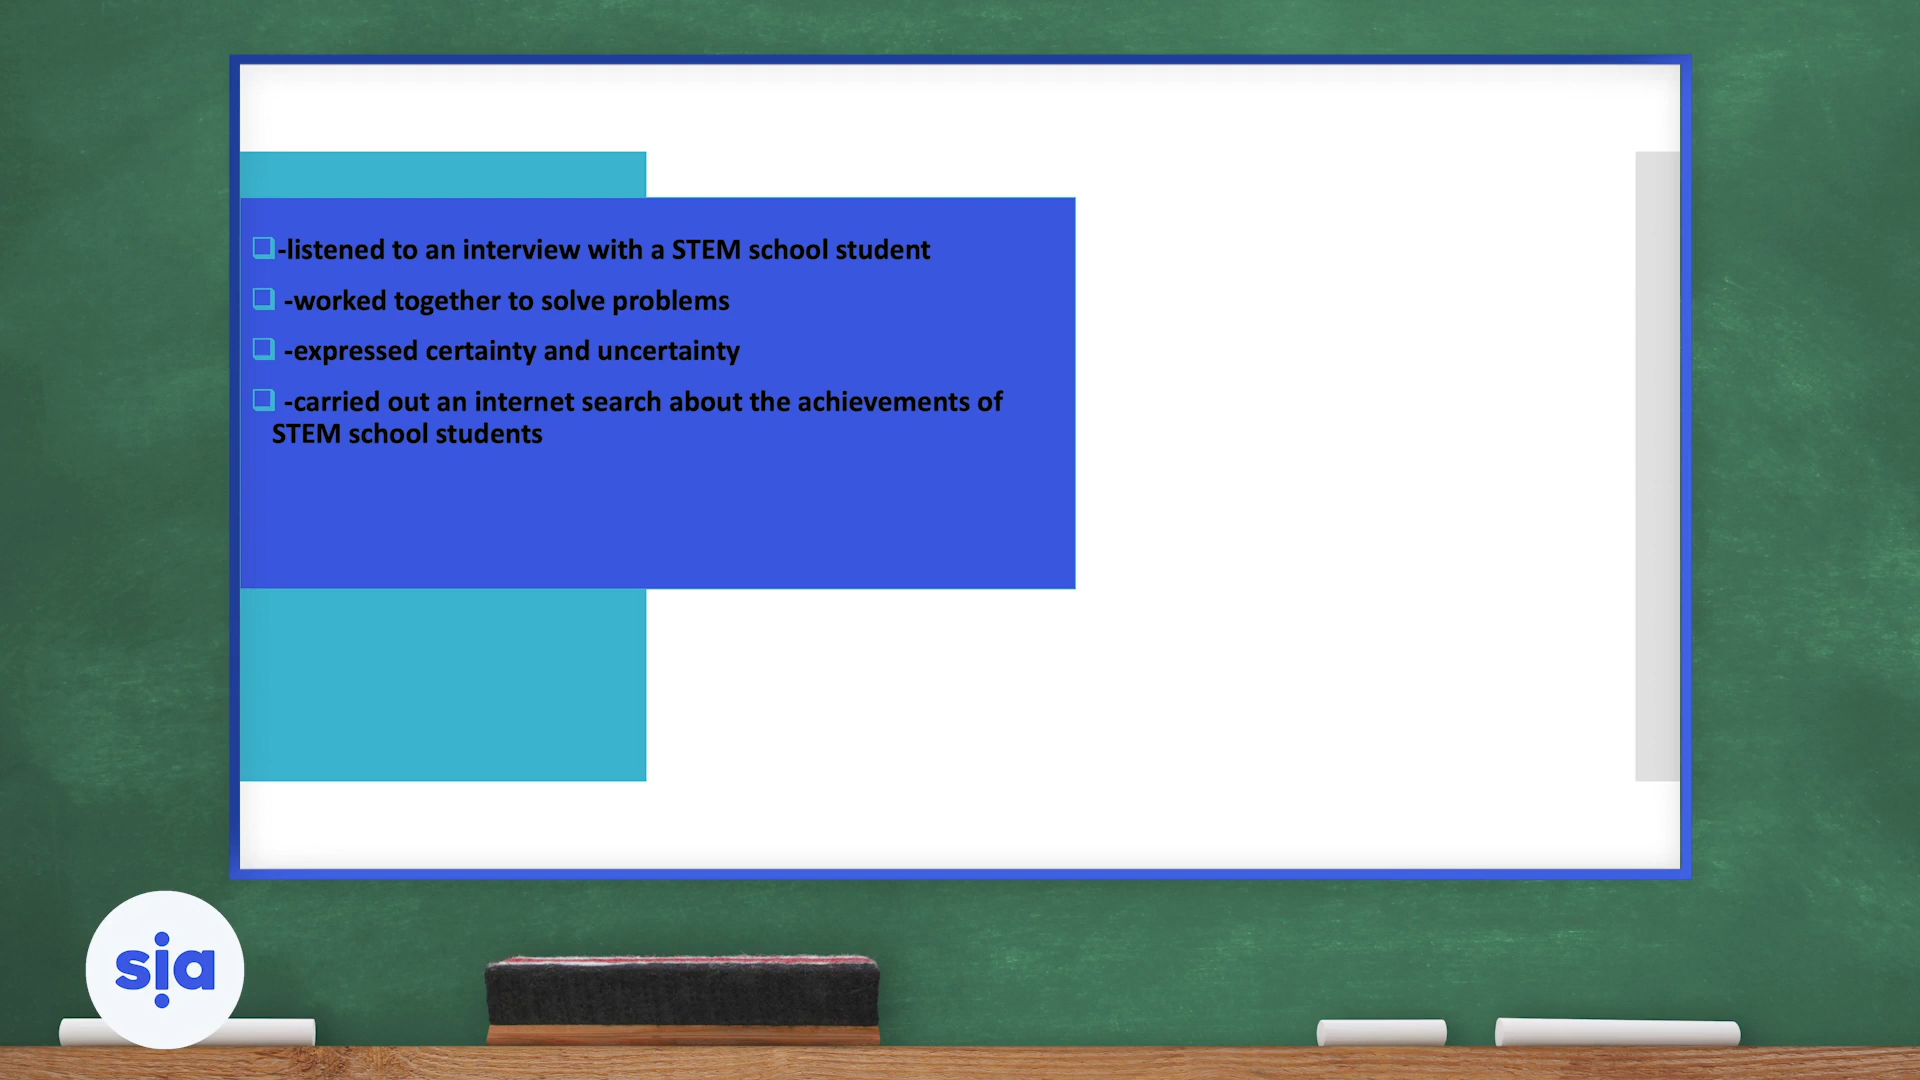 -listened to an interview with a STEM school student
-worked together to solve problems
-expressed certainty and uncertainty
-carried out an internet search about the achievements of
STEM school students
sia